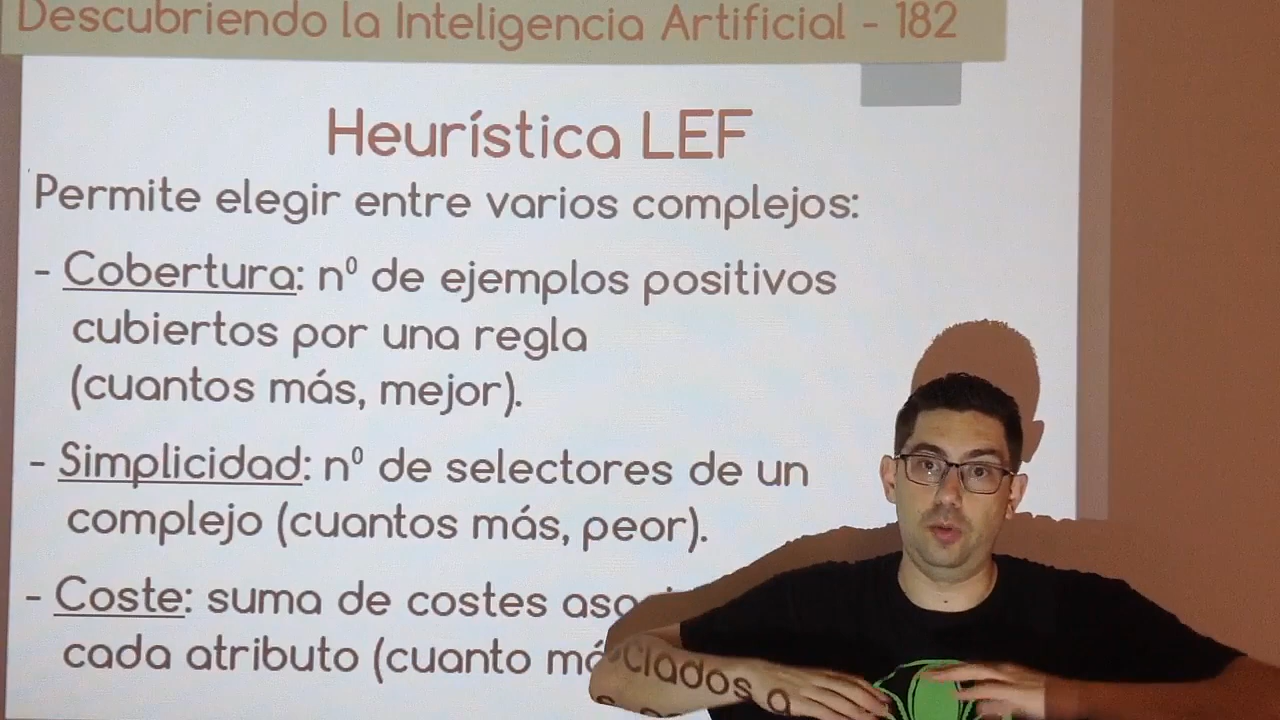 Descubriendo la Inteligencia Artificial - 182
Heurística LEF
Permite elegir entre varios complejos:
- Cobertura: nº de ejemplos positivos
cubiertos por una regla
(cuantos más, mejor).
- Simplicidad: nº de selectores de un
complejo (cuantos más, peor).
- Coste: suma de costes asociados a
cada atributo (cuanto